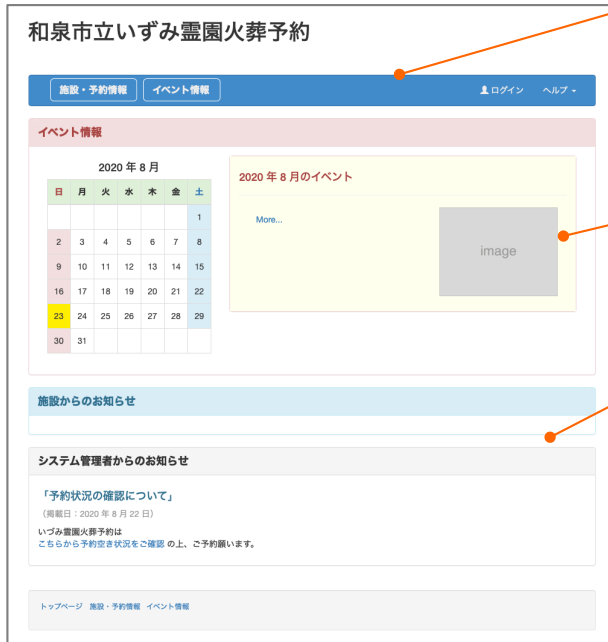 和泉市立いずみ霊園火葬予約
施設・予約情報 イベント情報 ログイン ヘルプ
イベント情報
2020 年 8 月
日 月 火 水 木 金 土
1
2 3 4 5 6 7 8
9 10 11 12 13 14 15
16 17 18 19 20 21 22
23 24 25 26 27 28 29
30 31
2020 年 8 月のイベント
More...
image
施設からのお知らせ
システム管理者からのお知らせ
「予約状況の確認について」
（掲載日：2020 年 8 月 22 日）
いづみ霊園火葬予約は
こちらから予約空き状況をご確認 の上、ご予約願います。
トップページ 施設・予約情報 イベント情報